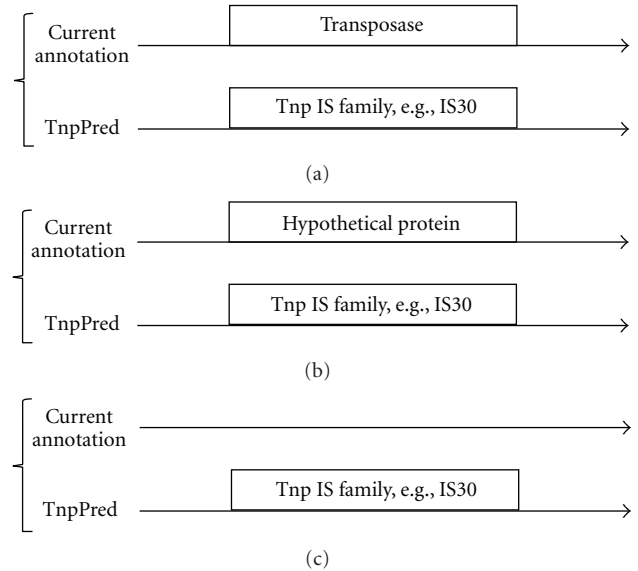 Current
annotation
Transposase
TnpPred
Tnp IS family, e.g., IS30
(a)
Current
annotation
Hypothetical protein
TnpPred
Tnp IS family, e.g., IS30
(b)
Current
annotation
TnpPred
Tnp IS family, e.g., IS30
(c)